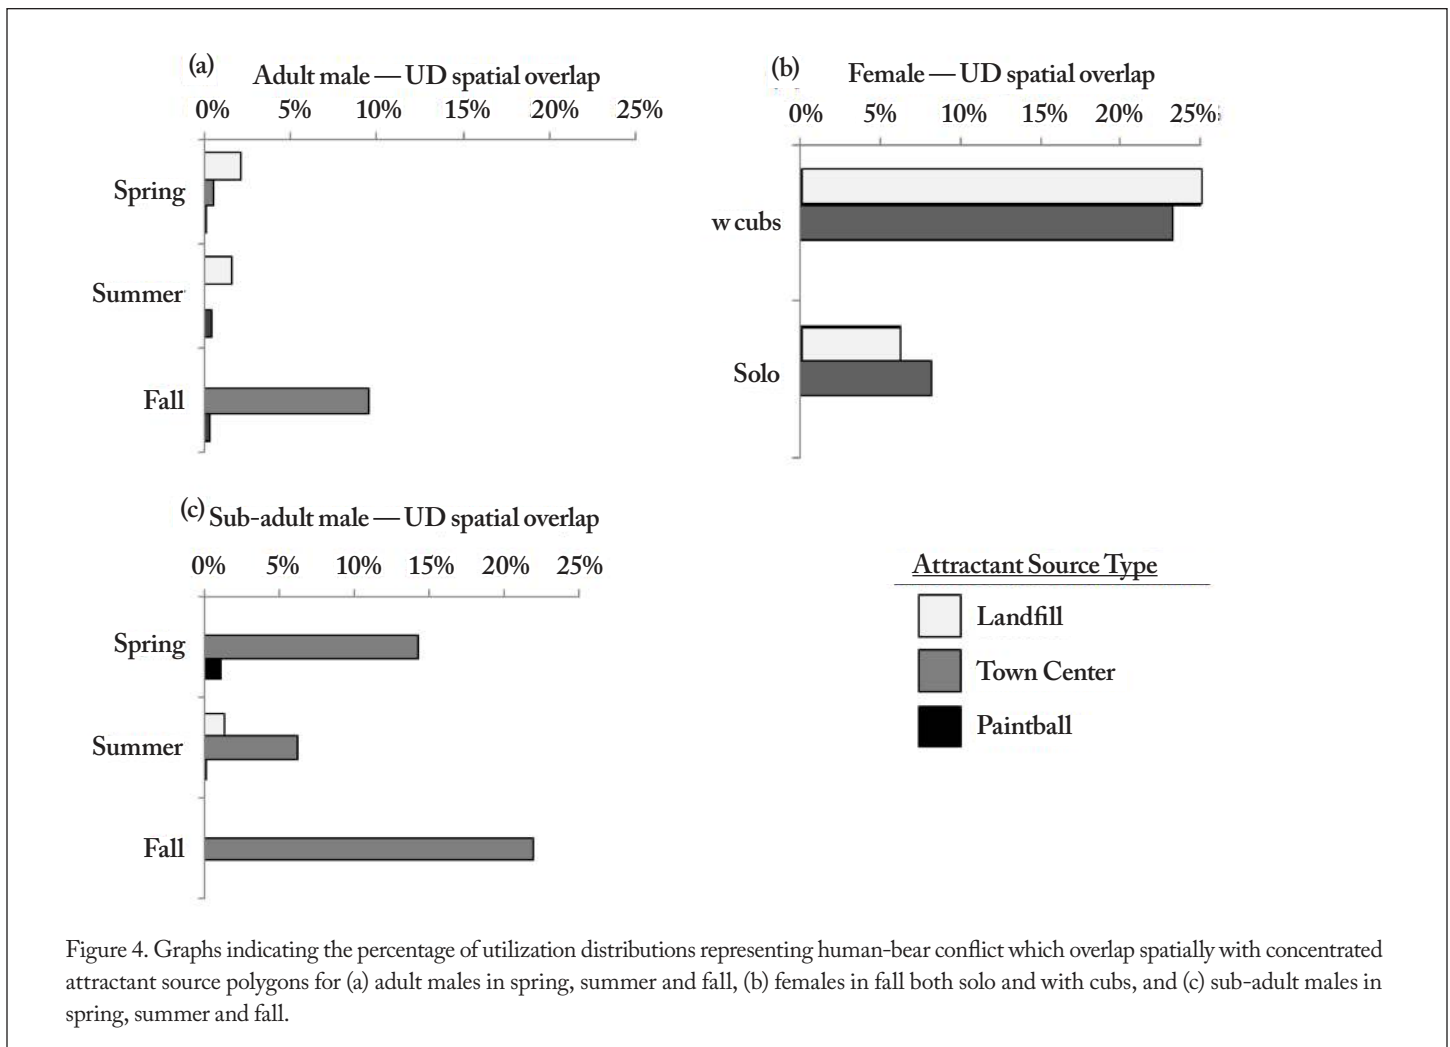 (a) Adult male — UD spatial overlap
0% 5% 10% 15% 20% 25%
Spring
Summer
Fall
(b) Female — UD spatial overlap
0% 5% 10% 15% 20% 25%
w cubs
Solo
(c) Sub-adult male — UD spatial overlap
0% 5% 10% 15% 20% 25%
Spring
Summer
Fall
Attractant Source Type
Landfill
Town Center
Paintball
Figure 4. Graphs indicating the percentage of utilization distributions representing human-bear conflict which overlap spatially with concentrated
attractant source polygons for (a) adult males in spring, summer and fall, (b) females in fall both solo and with cubs, and (c) sub-adult males in
spring, summer and fall.